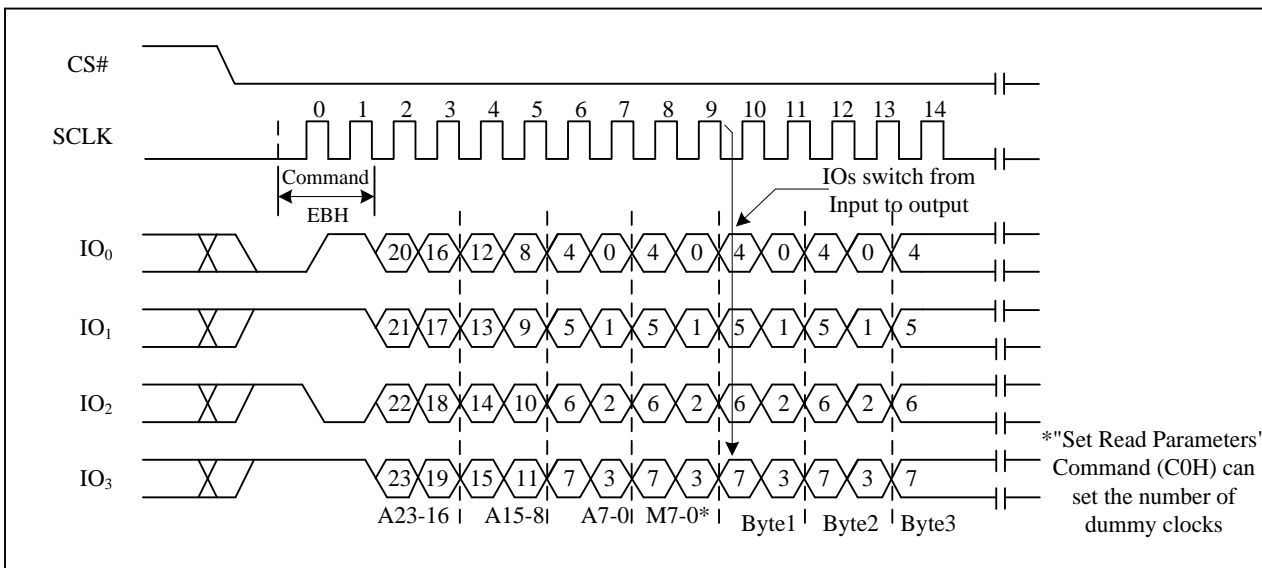 CS#
0 1 2 3 4 5 6 7 8 9 10 11 12 13 14
SCLK
Command
EBH
IOs switch from
Input to output
IO₀ 20 16 12 8 4 0 4 0 4 0 4 0 4
IO₁ 21 17 13 9 5 1 5 1 5 1 5 1 5
IO₂ 22 18 14 10 6 2 6 2 6 2 6 2 6
IO₃ 23 19 15 11 7 3 7 3 7 3 7 3 7
A23-16 A15-8 A7-0 M7-0* Byte1 Byte2 Byte3
*"Set Read Parameters"
Command (C0H) can
set the number of
dummy clocks